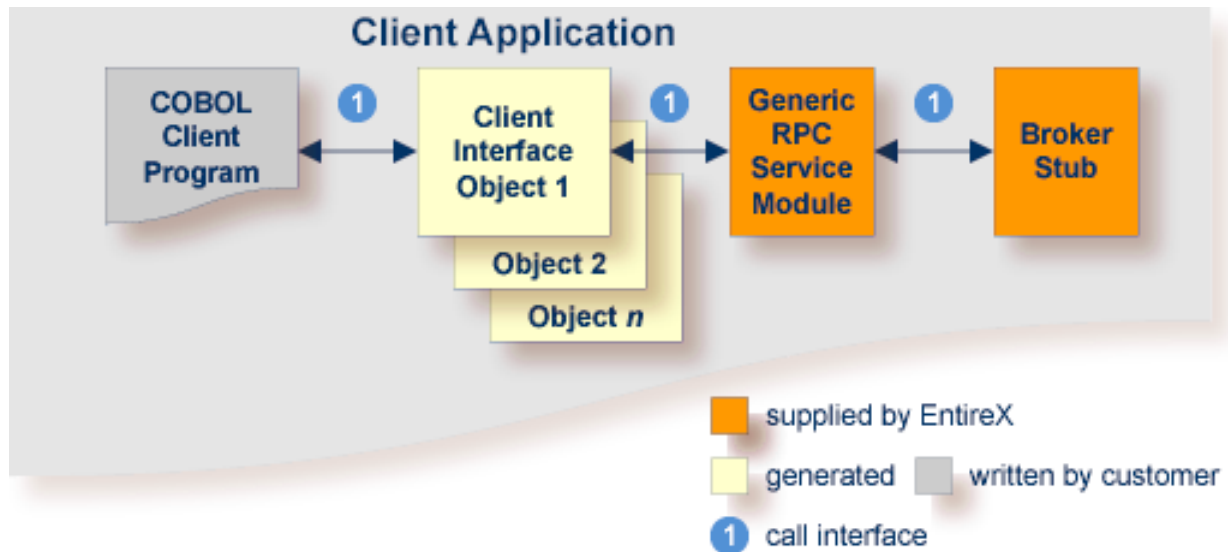 Client Application
COBOL
Client
Program
1
Client
Interface
Object 1
Object 2
Object n
1
Generic
RPC
Service
Module
1
Broker
Stub
supplied by EntireX
generated
written by customer
1 call interface